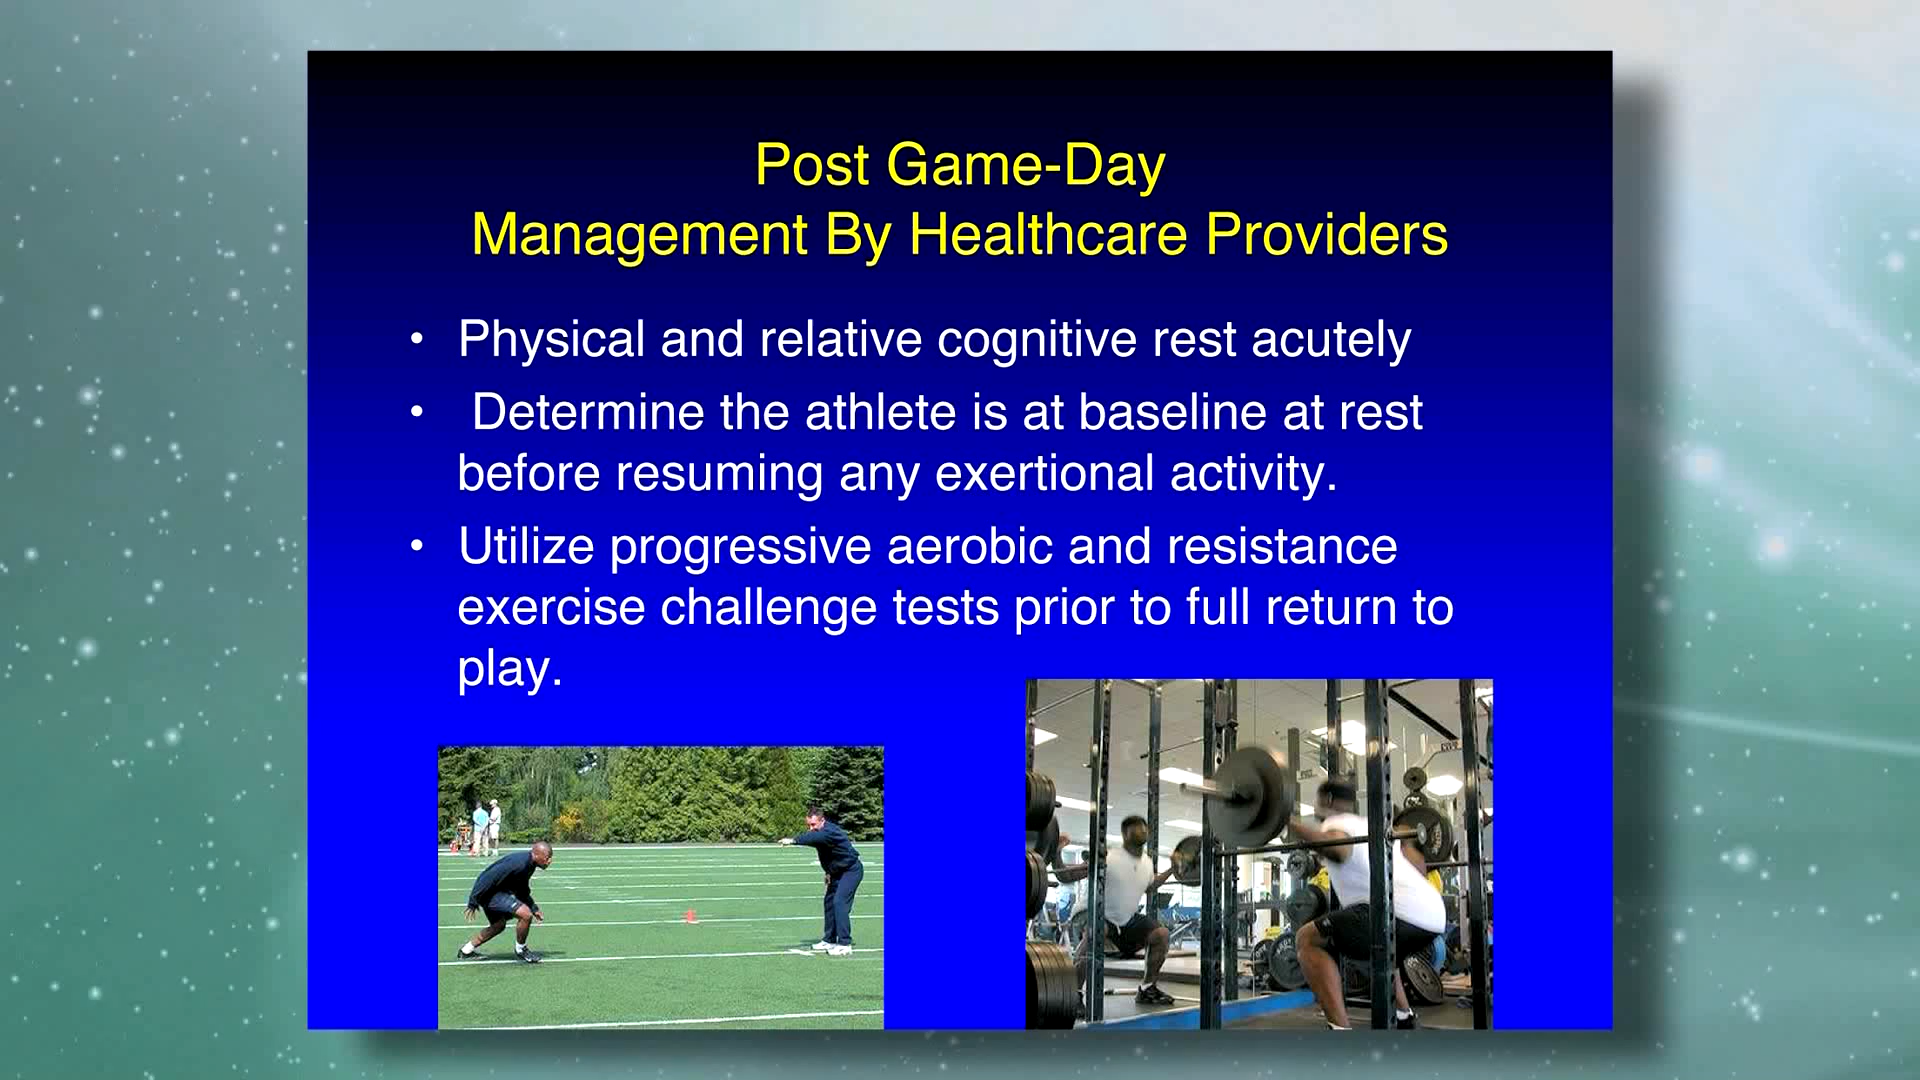 Post Game-Day
Management By Healthcare Providers
• Physical and relative cognitive rest acutely
• Determine the athlete is at baseline at rest
before resuming any exertional activity.
• Utilize progressive aerobic and resistance
exercise challenge tests prior to full return to
play.